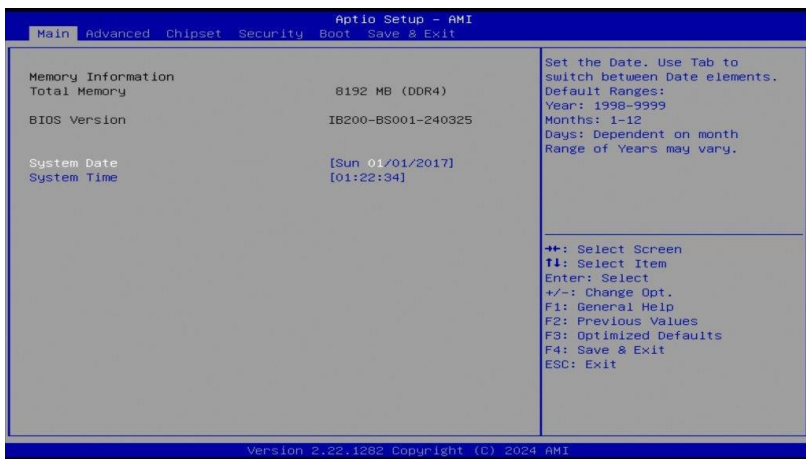 Aptio Setup – AMI
Main Advanced Chipset Security Boot Save & Exit
Memory Information
Total Memory 8192 MB (DDR4)
BIOS Version IB200-BS001-240325
System Date [Sun 01/01/2017]
System Time [01:22:34]
Set the Date. Use Tab to
switch between Date elements.
Default Ranges:
Year: 1998-9999
Months: 1-12
Days: Dependent on month
Range of Years may vary.
→←: Select Screen
↑↓: Select Item
Enter: Select
+/-: Change Opt.
F1: General Help
F2: Previous Values
F3: Optimized Defaults
F4: Save & Exit
ESC: Exit
Version 2.22.1282 Copyright (C) 2024 AMI